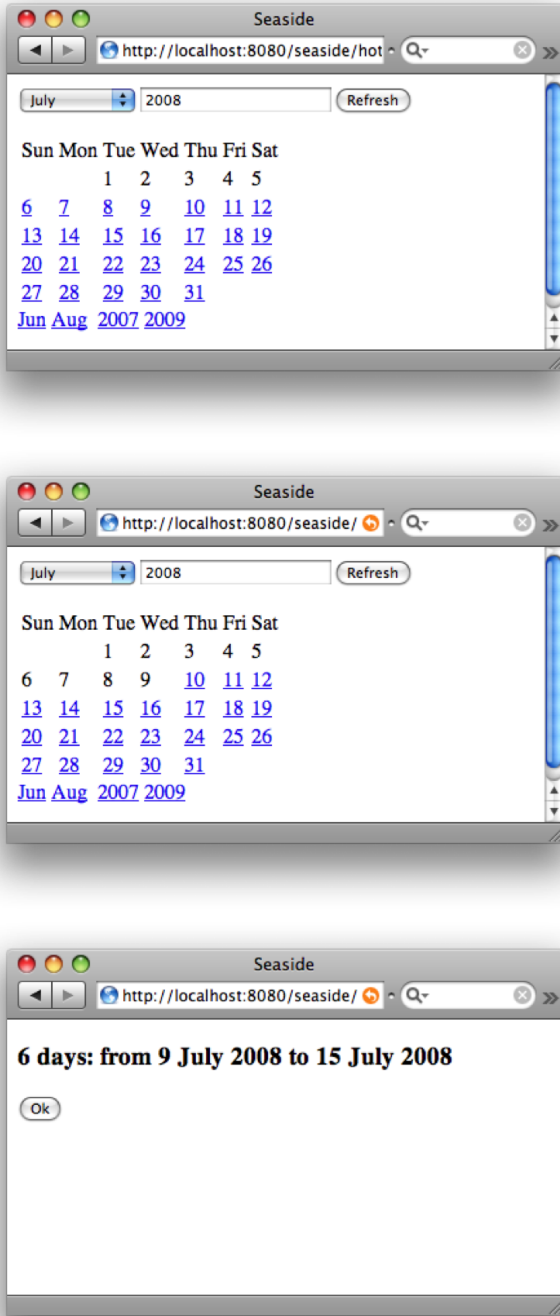 Seaside
http://localhost:8080/seaside/hot
July 2008 Refresh
Sun Mon Tue Wed Thu Fri Sat
1 2 3 4 5
6 7 8 9 10 11 12
13 14 15 16 17 18 19
20 21 22 23 24 25 26
27 28 29 30 31
Jun Aug 2007 2009
Seaside
http://localhost:8080/seaside/
July 2008 Refresh
Sun Mon Tue Wed Thu Fri Sat
1 2 3 4 5
6 7 8 9 10 11 12
13 14 15 16 17 18 19
20 21 22 23 24 25 26
27 28 29 30 31
Jun Aug 2007 2009
Seaside
http://localhost:8080/seaside/
6 days: from 9 July 2008 to 15 July 2008
Ok